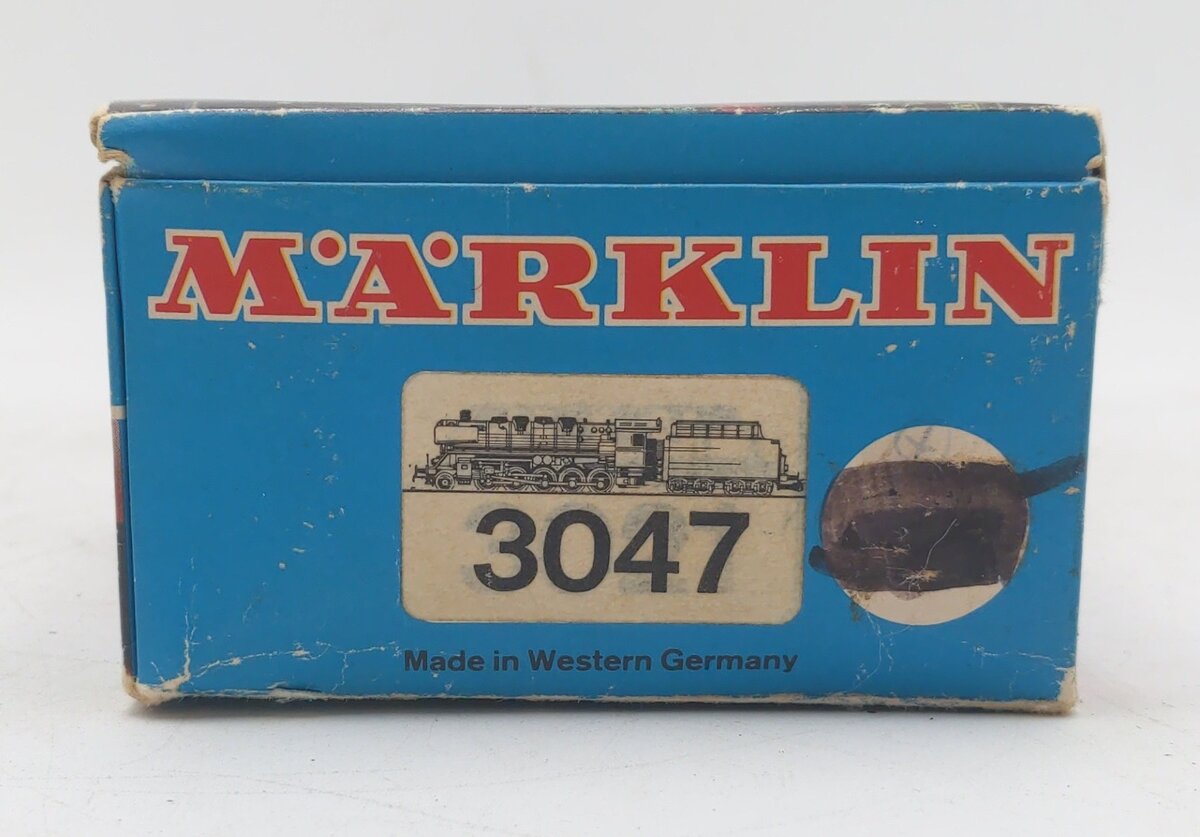 MÄRKLIN
3047
Made in Western Germany